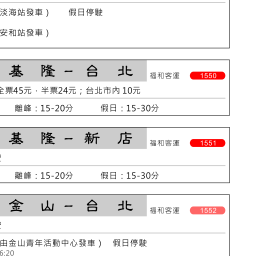 淡海站發車） 假日停駛
安和站發車）
基隆－台北 福和客運 1550
全票45元，半票24元；台北市內10元
離峰：15-20分 假日：15-30分
基隆－新店 福和客運 1551
離峰：15-20分 假日：15-30分
金山－台北 福和客運 1552
由金山青年活動中心發車） 假日停駛
6:20